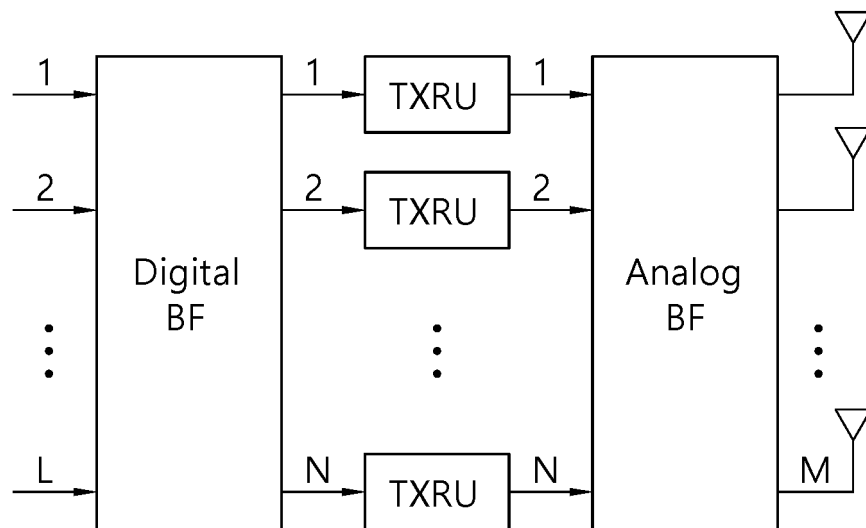 1 1 TXRU 1
2 2 TXRU 2
Digital
BF
Analog
BF
L N TXRU N M